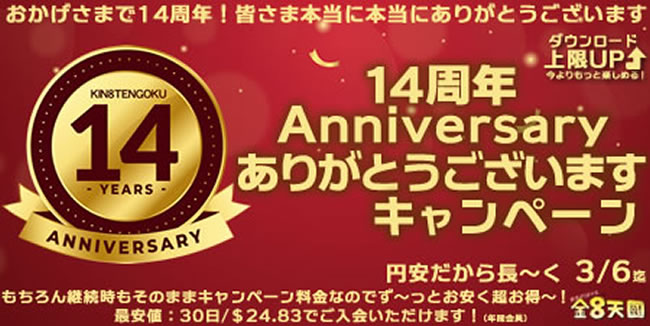 おかげさまで14周年！皆さま本当に本当にありがとうございます
ダウンロード
上限UP
今よりもっと楽しめる！
KIN8TENGOKU
14
- YEARS -
ANNIVERSARY
14周年
Anniversary
ありがとうございます
キャンペーン
円安だから長〜く 3/6迄
もちろん継続時もそのままキャンペーン料金なのでず〜っとお安く超お得〜！
最安値：30日/$24.83でご入会いただけます！(年限会員)
金8天国